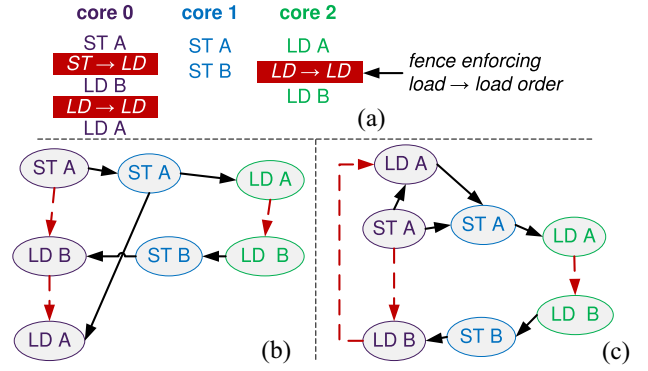 core 0 core 1 core 2
ST A ST A LD A
ST → LD ST B LD → LD
LD B LD B
LD → LD
LD A
fence enforcing
load → load order
(a)
ST A ST A LD A
LD B ST B LD B
LD A
(b)
LD A
ST A ST A LD A
LD B ST B LD B
(c)